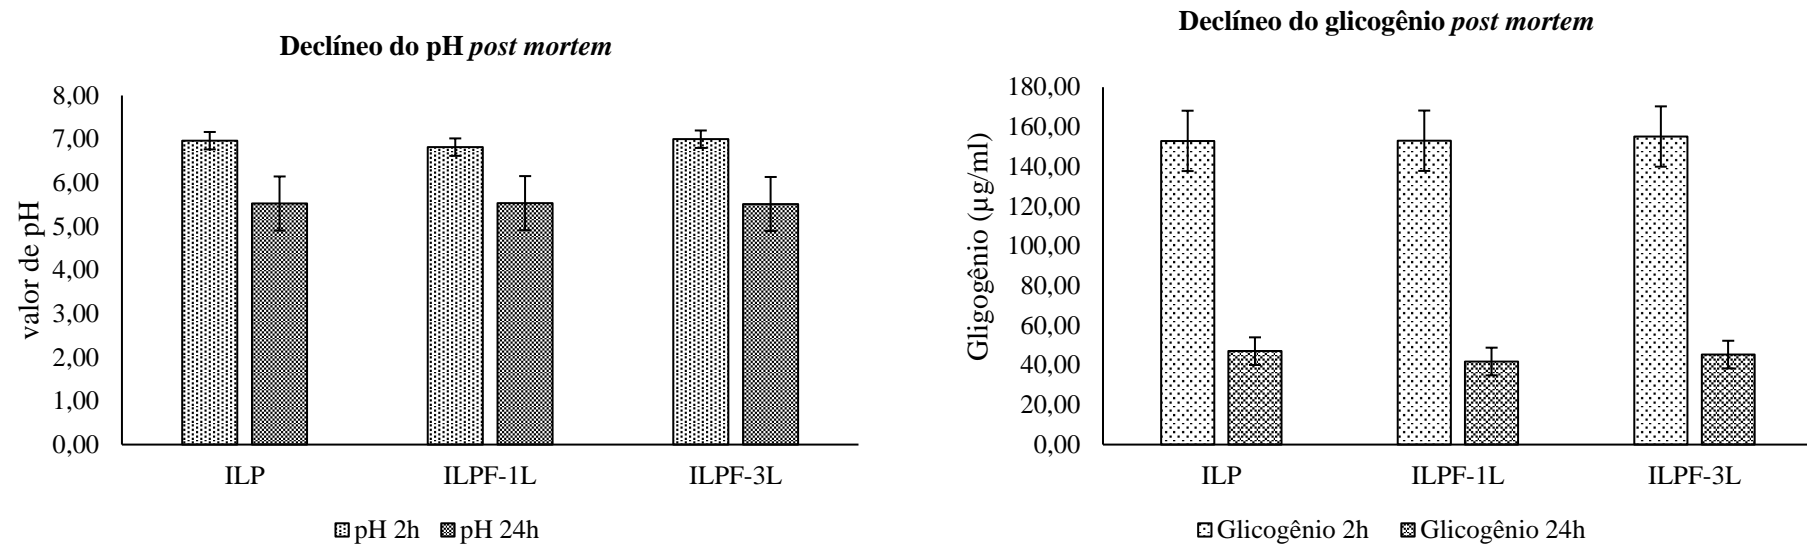 Declíneo do pH post mortem
8,00
7,00
6,00
5,00
4,00
3,00
2,00
1,00
0,00
valor de pH
ILP ILPF-1L ILPF-3L
pH 2h pH 24h
Declíneo do glicogênio post mortem
180,00
160,00
140,00
120,00
100,00
80,00
60,00
40,00
20,00
0,00
Gligogênio (µg/ml)
ILP ILPF-1L ILPF-3L
Glicogênio 2h Glicogênio 24h